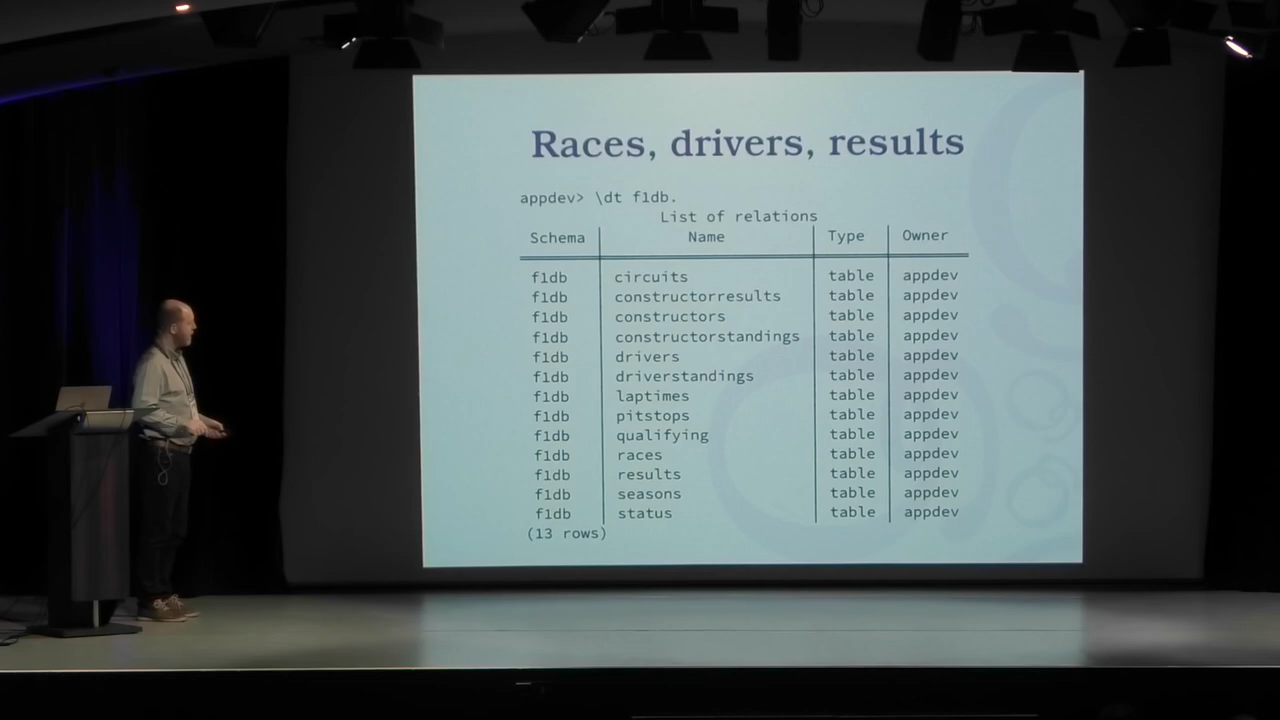 Races, drivers, results
appdev> \dt f1db.
List of relations
Schema | Name | Type | Owner
f1db | circuits | table | appdev
f1db | constructorresults | table | appdev
f1db | constructors | table | appdev
f1db | constructorstandings | table | appdev
f1db | drivers | table | appdev
f1db | driverstandings | table | appdev
f1db | laptimes | table | appdev
f1db | pitstops | table | appdev
f1db | qualifying | table | appdev
f1db | races | table | appdev
f1db | results | table | appdev
f1db | seasons | table | appdev
f1db | status | table | appdev
(13 rows)